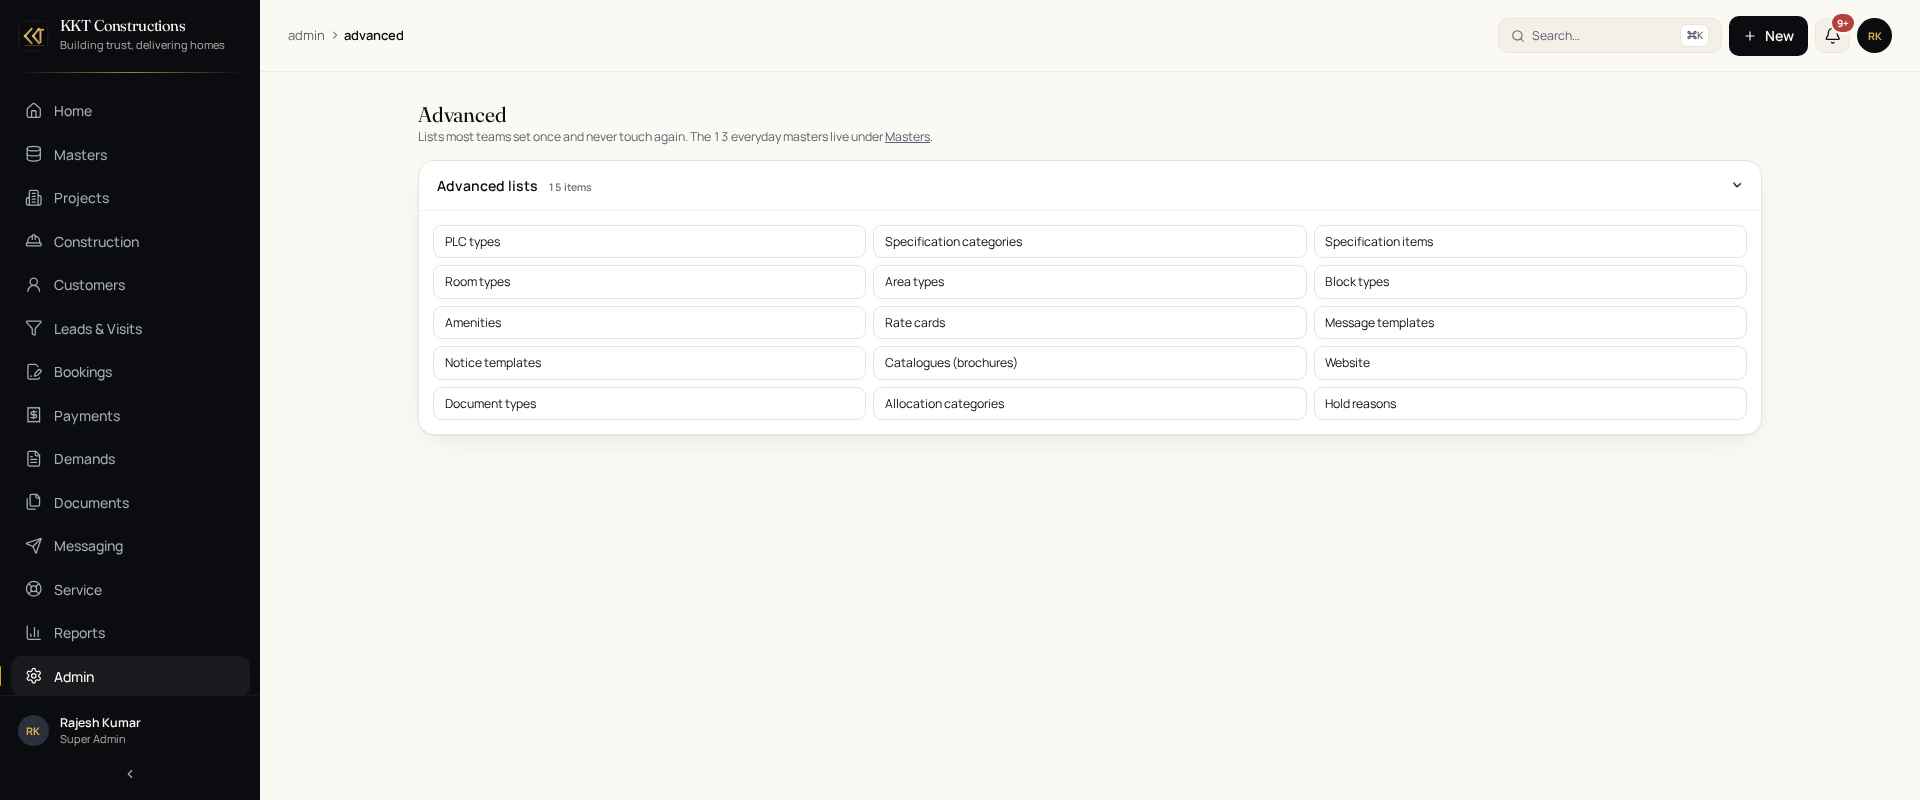 KKT Constructions
Building trust, delivering homes
admin > advanced
Search...
⌘K
+ New
9+
RK
Home
Masters
Projects
Construction
Customers
Leads & Visits
Bookings
Payments
Demands
Documents
Messaging
Service
Reports
Admin
RK
Rajesh Kumar
Super Admin
Advanced
Lists most teams set once and never touch again. The 13 everyday masters live under Masters.
Advanced lists 15 items
PLC types
Specification categories
Specification items
Room types
Area types
Block types
Amenities
Rate cards
Message templates
Notice templates
Catalogues (brochures)
Website
Document types
Allocation categories
Hold reasons